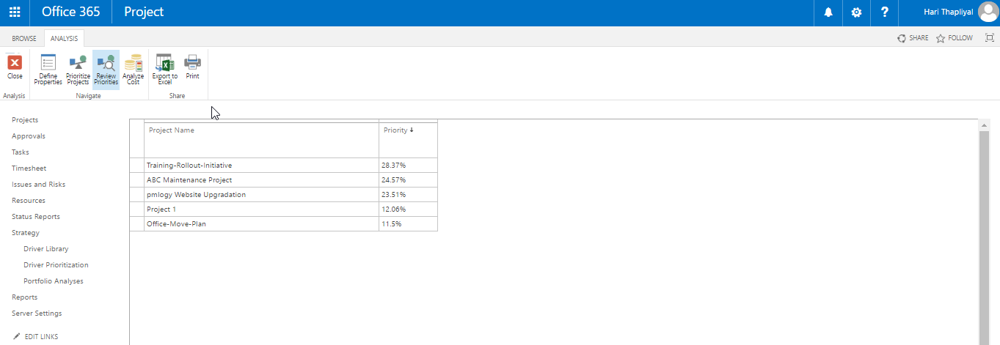 Office 365 Project Hari Thapliyal
BROWSE ANALYSIS SHARE FOLLOW
Close
Define Properties
Prioritize Projects
Review Priorities
Analyze Cost
Export to Excel
Print
Analysis Navigate Share
Projects
Approvals
Tasks
Timesheet
Issues and Risks
Resources
Status Reports
Strategy
Driver Library
Driver Prioritization
Portfolio Analyses
Reports
Server Settings
EDIT LINKS
Project Name Priority
Training-Rollout-Initiative 28.37%
ABC Maintenance Project 24.57%
pmlogy Website Upgradation 23.51%
Project 1 12.06%
Office-Move-Plan 11.5%